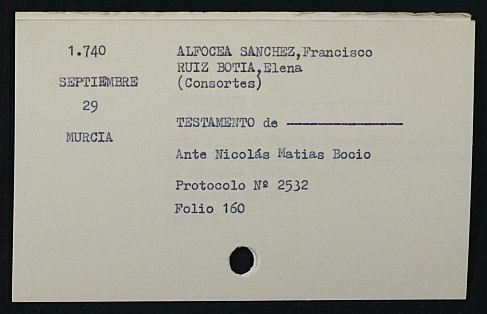 1.740
SEPTIEMBRE
29
MURCIA
ALFOCEA SANCHEZ,Francisco
RUIZ BOTIA,Elena
(Consortes)
TESTAMENTO de ---------------
Ante Nicolás Matias Bocio
Protocolo Nº 2532
Folio 160